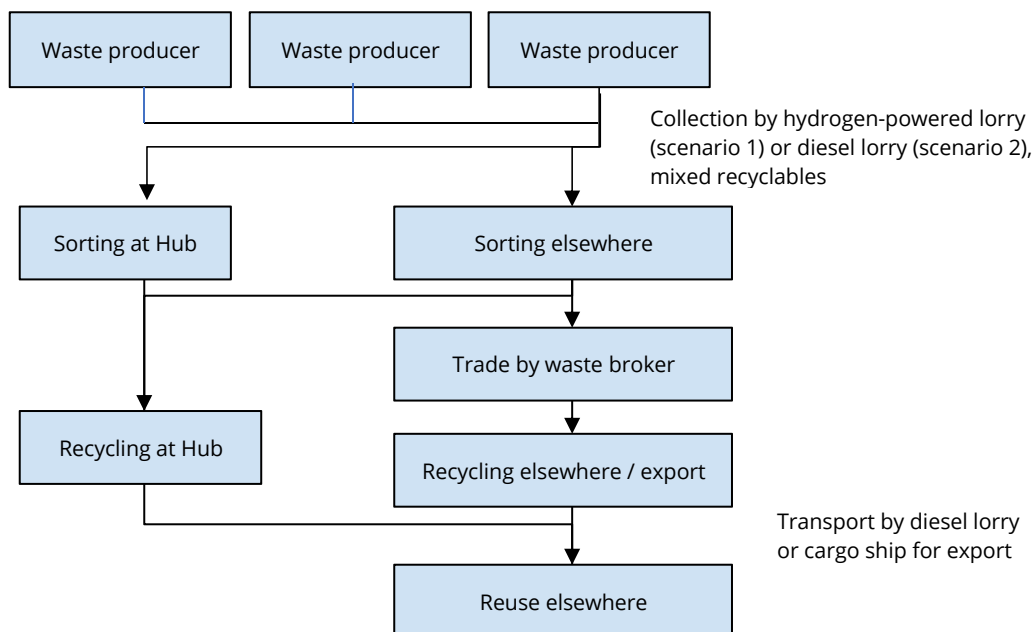 Waste producer
Waste producer
Waste producer
Collection by hydrogen-powered lorry
(scenario 1) or diesel lorry (scenario 2),
mixed recyclables
Sorting at Hub
Sorting elsewhere
Trade by waste broker
Recycling at Hub
Recycling elsewhere / export
Transport by diesel lorry
or cargo ship for export
Reuse elsewhere